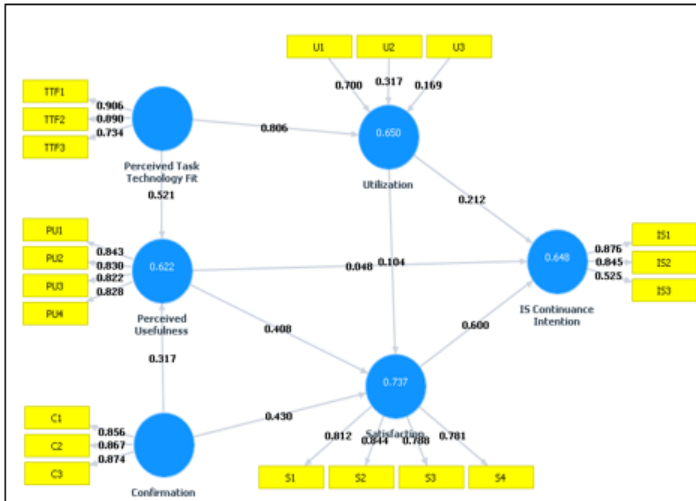 U1
U2
U3
0.700
0.317
0.169
TTF1
TTF2
TTF3
0.906
0.890
0.734
Perceived Task
Technology Fit
0.806
0.650
Utilization
0.521
0.212
PU1
PU2
PU3
PU4
0.843
0.830
0.822
0.828
0.622
Perceived
Usefulness
0.048
0.104
0.648
IS Continuance
Intention
0.876
0.845
0.525
IS1
IS2
IS3
0.317
0.408
0.600
0.737
Satisfaction
0.430
C1
C2
C3
0.856
0.867
0.874
Confirmation
0.812
0.844
0.788
0.781
S1
S2
S3
S4